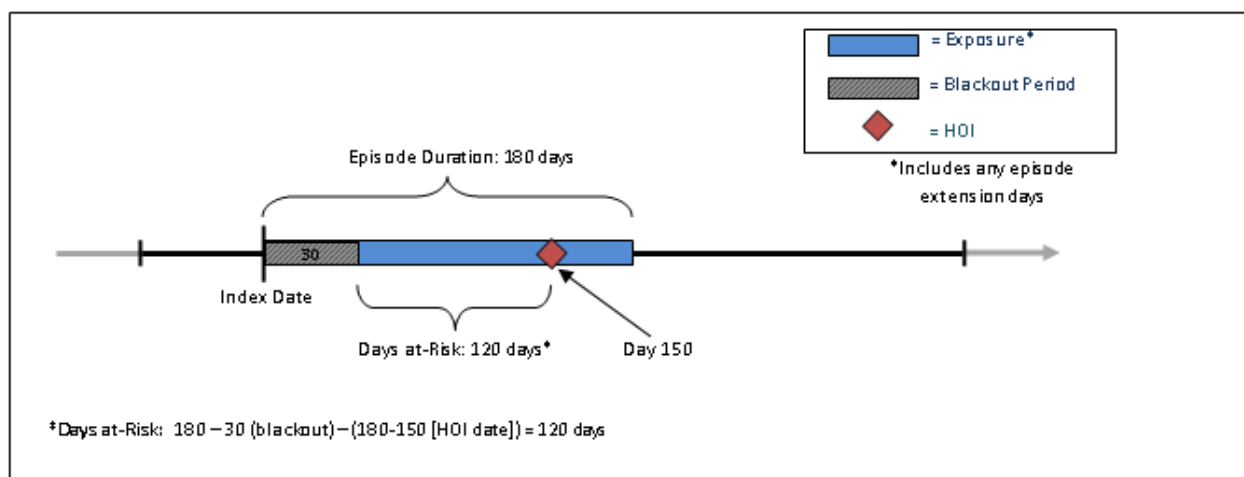 = Exposure*
= Blackout Period
= HOI
*Includes any episode
extension days
Episode Duration: 180 days
30
Index Date
Days at-Risk: 120 days*
Day 150
*Days at-Risk: 180 – 30 (blackout) – (180-150 [HOI date]) = 120 days